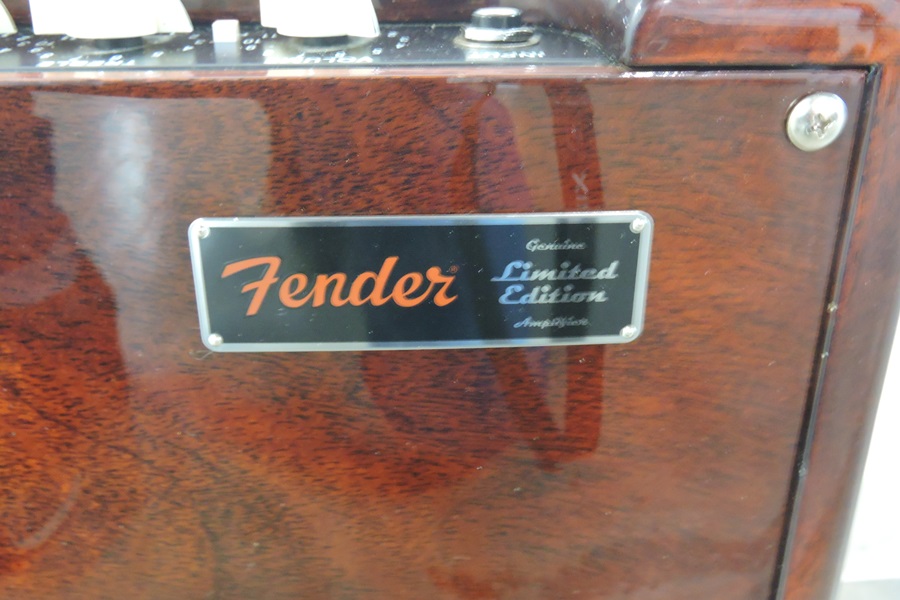 Fender®
Genuine
Limited
Edition
Amplifier